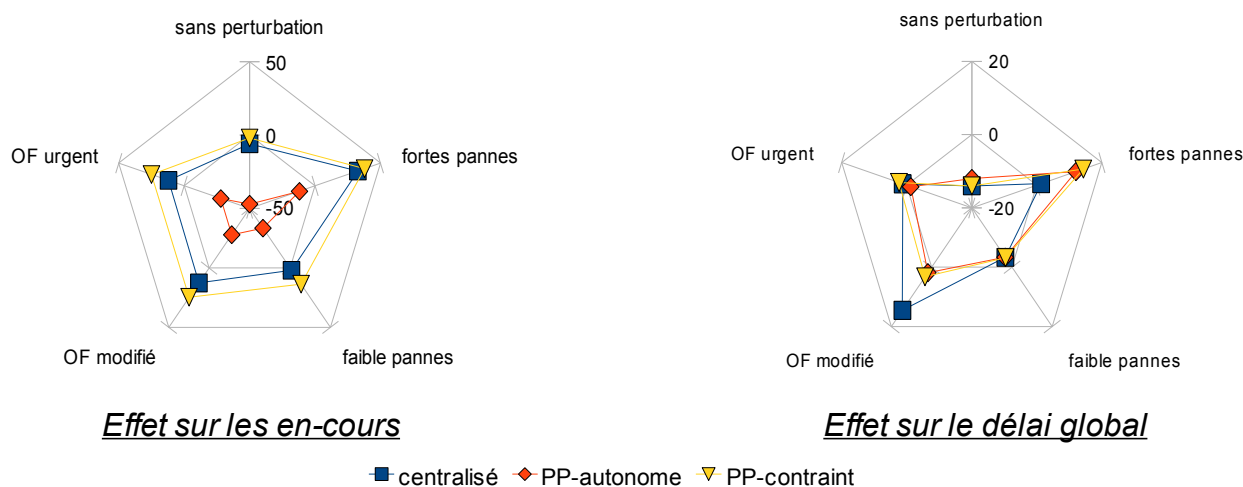 sans perturbation
50
0
-50
OF urgent
fortes pannes
OF modifié
faible pannes
Effet sur les en-cours
sans perturbation
20
0
-20
OF urgent
fortes pannes
OF modifié
faible pannes
Effet sur le délai global
centralisé PP-autonome PP-contraint